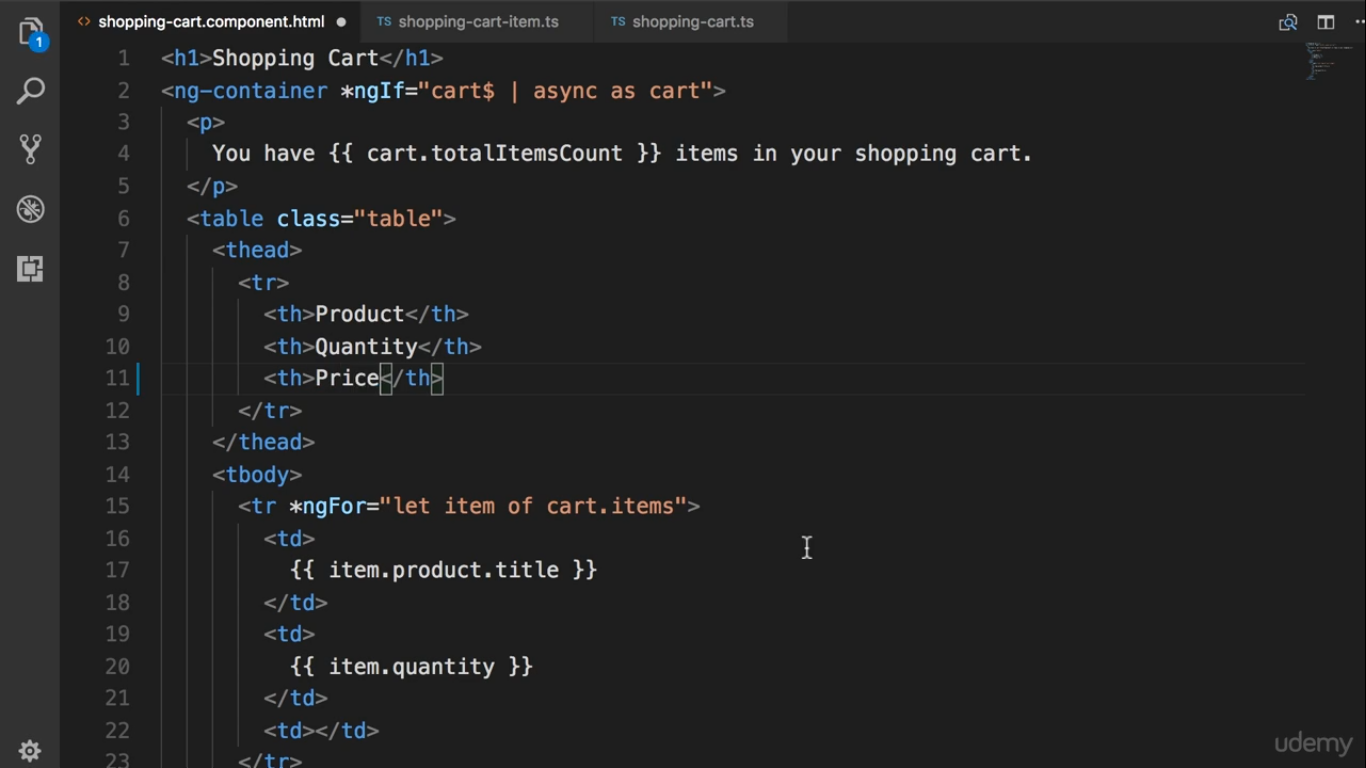 shopping-cart.component.html
TS shopping-cart-item.ts
TS shopping-cart.ts
1
1 <h1>Shopping Cart</h1>
2 <ng-container *ngIf="cart$ | async as cart">
3 <p>
4 You have {{ cart.totalItemsCount }} items in your shopping cart.
5 </p>
6 <table class="table">
7 <thead>
8 <tr>
9 <th>Product</th>
10 <th>Quantity</th>
11 <th>Price</th>
12 </tr>
13 </thead>
14 <tbody>
15 <tr *ngFor="let item of cart.items">
16 <td>
17 {{ item.product.title }}
18 </td>
19 <td>
20 {{ item.quantity }}
21 </td>
22 <td></td>
23 </tr>
udemy